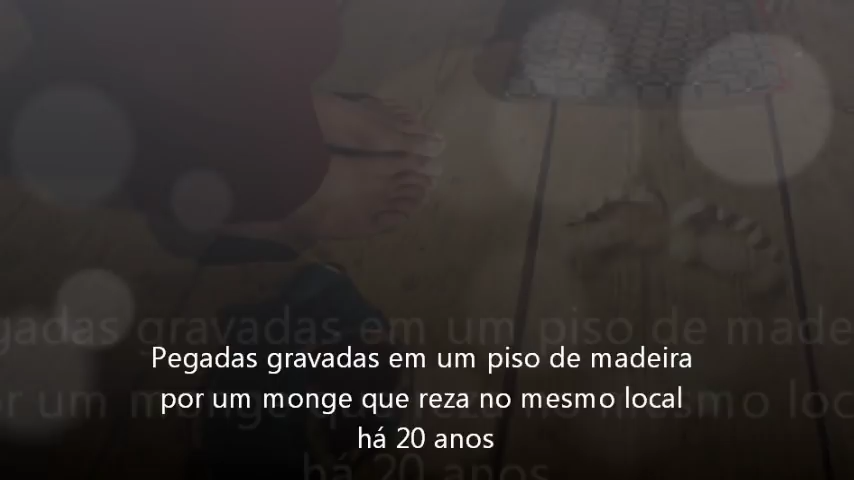 Pegadas gravadas em um piso de madeira
por um monge que reza no mesmo local
há 20 anos